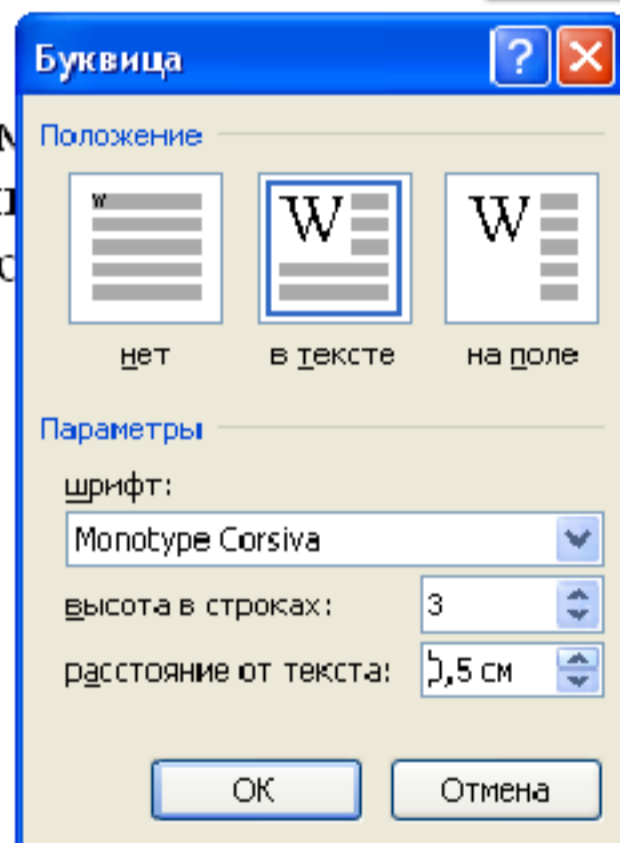 Буквица
Положение
W W W
нет в тексте на поле
Параметры
шрифт:
Monotype Corsiva
высота в строках: 3
расстояние от текста: 0,5 см
ОК Отмена